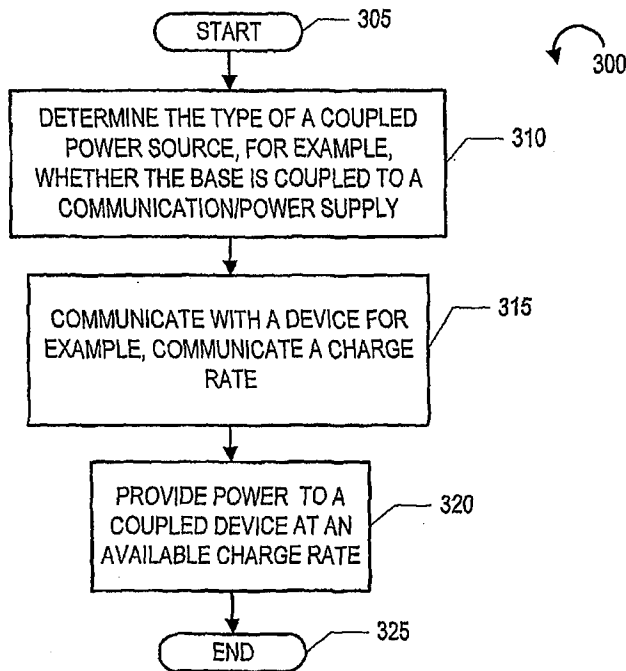 START
305
300
DETERMINE THE TYPE OF A COUPLED
POWER SOURCE, FOR EXAMPLE,
WHETHER THE BASE IS COUPLED TO A
COMMUNICATION/POWER SUPPLY
310
COMMUNICATE WITH A DEVICE FOR
EXAMPLE, COMMUNICATE A CHARGE
RATE
315
PROVIDE POWER TO A
COUPLED DEVICE AT AN
AVAILABLE CHARGE RATE
320
END
325